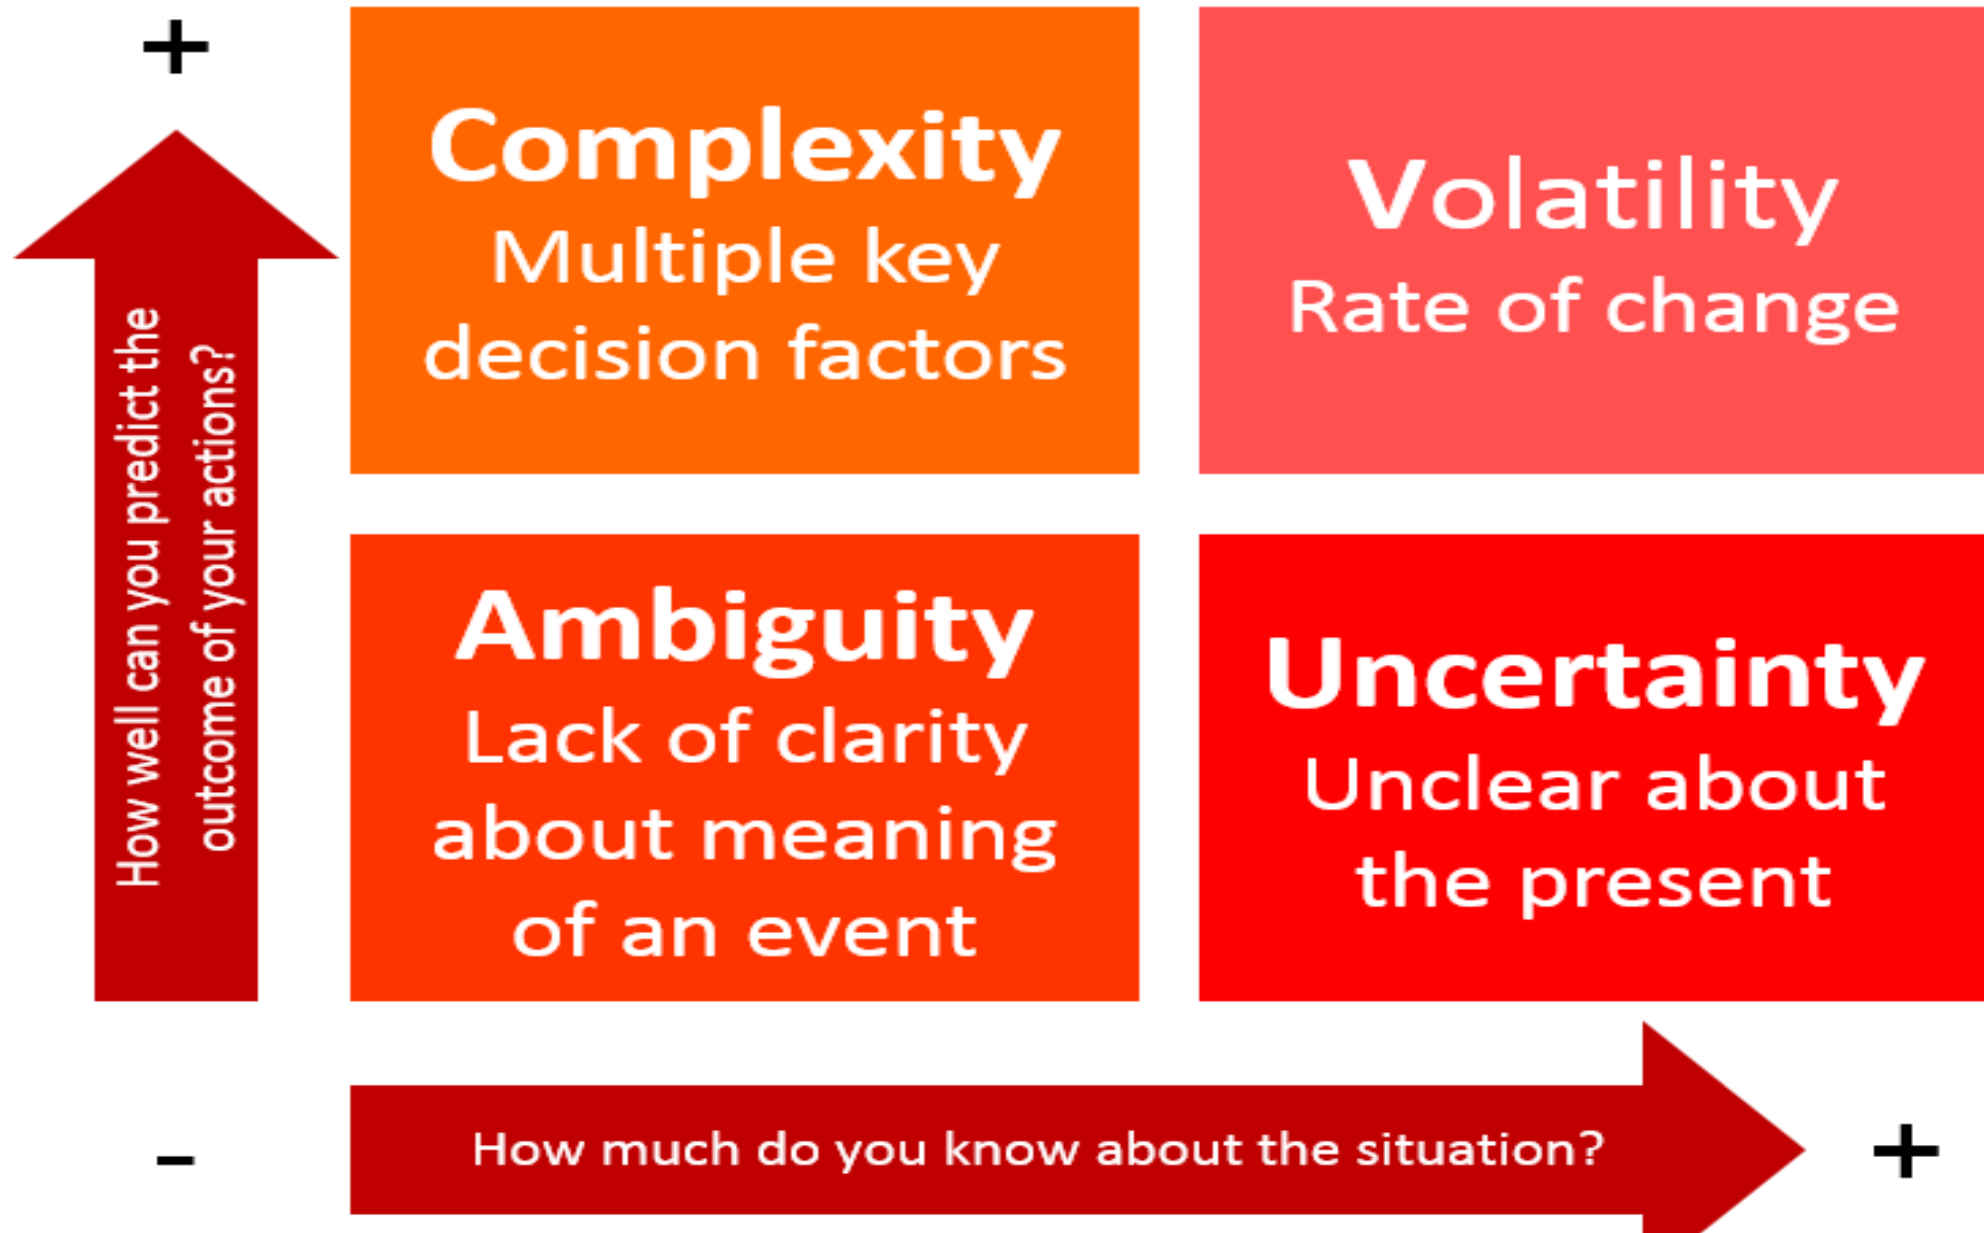 +
Complexity
Multiple key
decision factors
Volatility
Rate of change
How well can you predict the
outcome of your actions?
Ambiguity
Lack of clarity
about meaning
of an event
Uncertainty
Unclear about
the present
-
How much do you know about the situation?
+